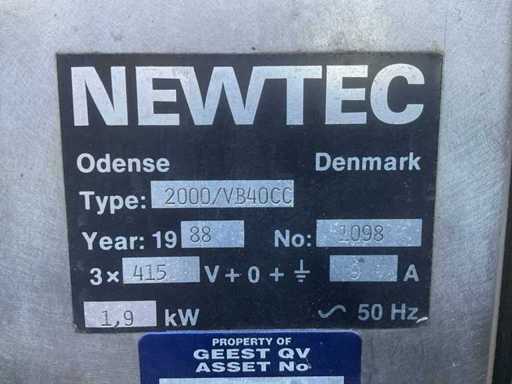 NEWTEC
Odense Denmark
Type: 2000/VB40CC
Year: 19 88 No: 1098
3 × 415 V + 0 + ⏚ A
1,9 kW ~ 50 Hz
PROPERTY OF
GEEST QV
ASSET No